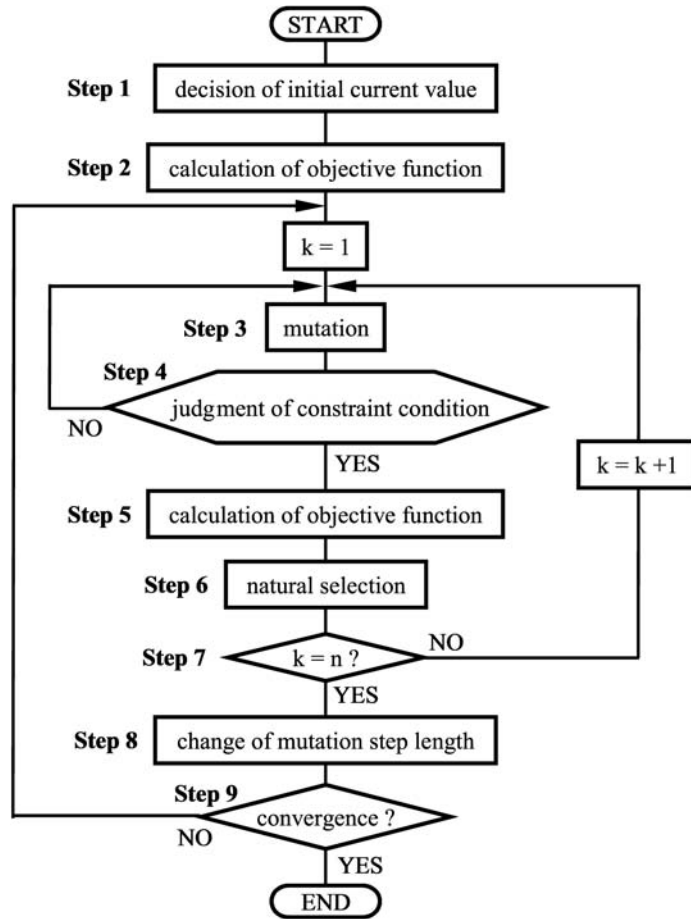 START
Step 1
decision of initial current value
Step 2
calculation of objective function
k = 1
Step 3
mutation
Step 4
judgment of constraint condition
NO
YES
k = k +1
Step 5
calculation of objective function
Step 6
natural selection
Step 7
k = n ?
NO
YES
Step 8
change of mutation step length
Step 9
convergence ?
NO
YES
END